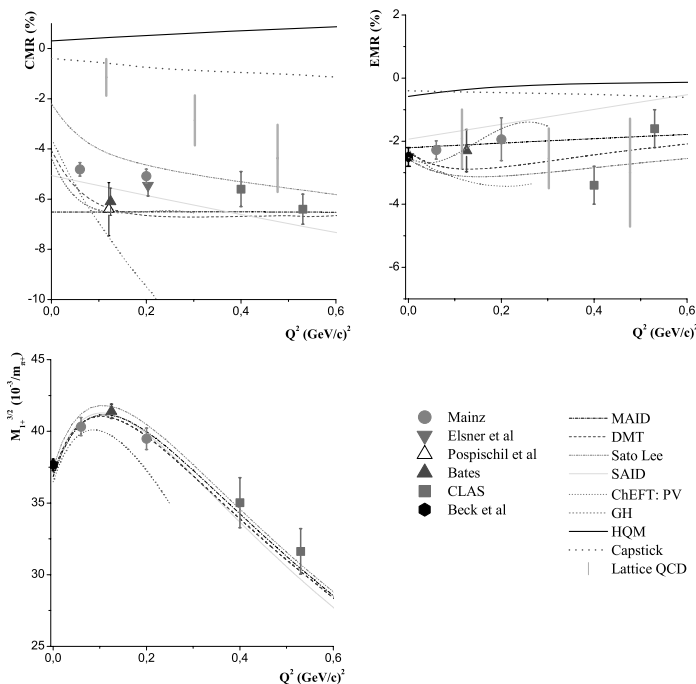 CMR (%)
0
-2
-4
-6
-8
-10
0,0 0,2 0,4 0,6
Q² (GeV/c)²
EMR (%)
2
0
-2
-4
-6
0,0 0,2 0,4 0,6
Q² (GeV/c)²
M₁₊³/² (10⁻³/mπ+)
45
40
35
30
25
0,0 0,2 0,4 0,6
Q² (GeV/c)²
Mainz
Elsner et al
Pospischil et al
Bates
CLAS
Beck et al
MAID
DMT
Sato Lee
SAID
ChEFT: PV
GH
HQM
Capstick
Lattice QCD